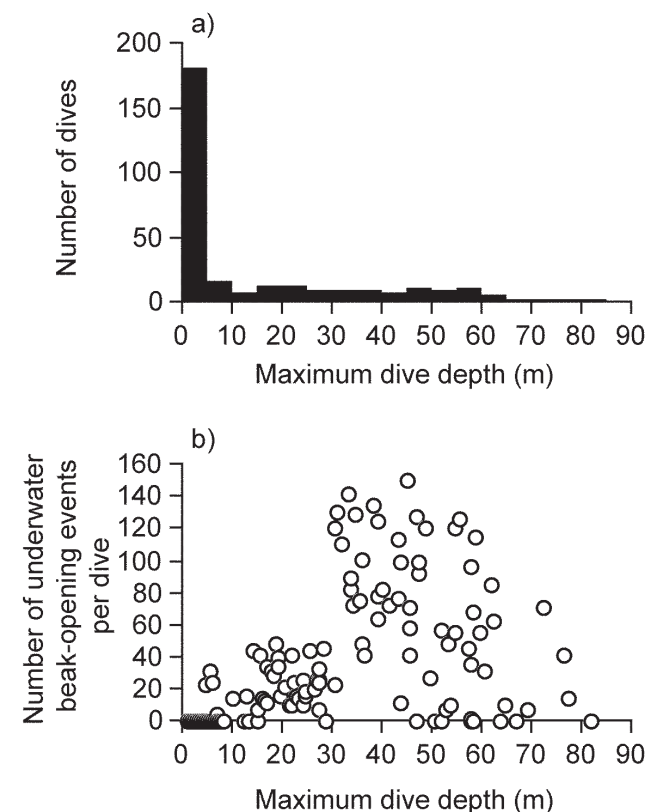 a)
200
150
100
50
0
Number of dives
0 10 20 30 40 50 60 70 80 90
Maximum dive depth (m)
b)
160
140
120
100
80
60
40
20
0
Number of underwater
beak-opening events
per dive
0 10 20 30 40 50 60 70 80 90
Maximum dive depth (m)